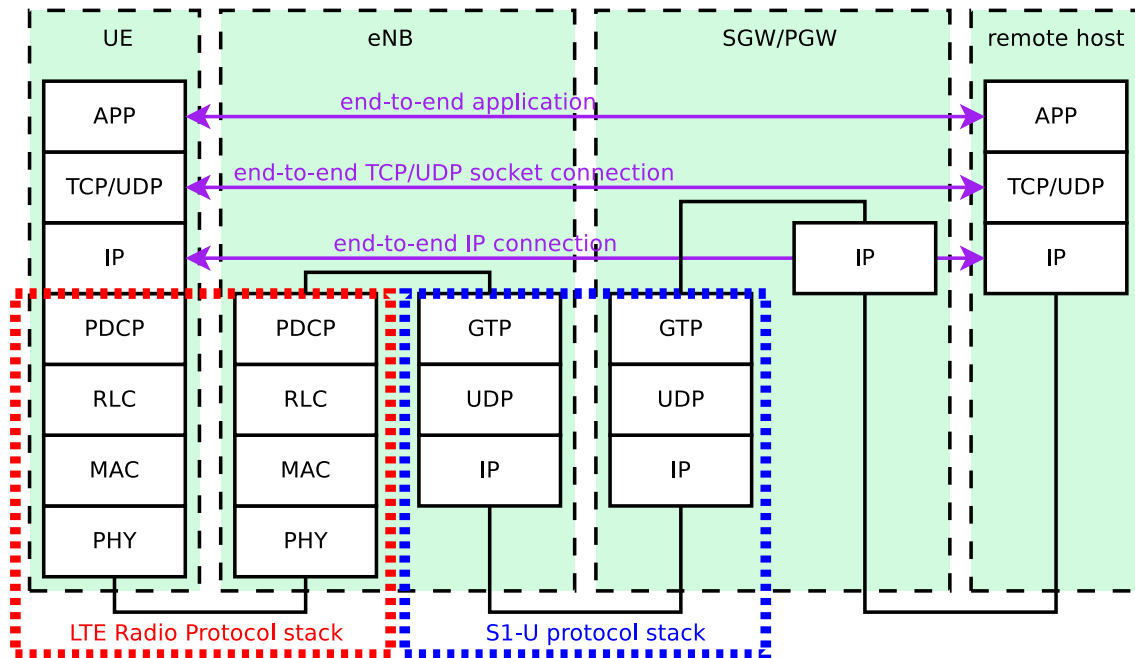 UE
eNB
SGW/PGW
remote host
APP
end-to-end application
APP
TCP/UDP
end-to-end TCP/UDP socket connection
TCP/UDP
IP
end-to-end IP connection
IP
IP
PDCP
PDCP
GTP
GTP
RLC
RLC
UDP
UDP
MAC
MAC
IP
IP
PHY
PHY
LTE Radio Protocol stack
S1-U protocol stack